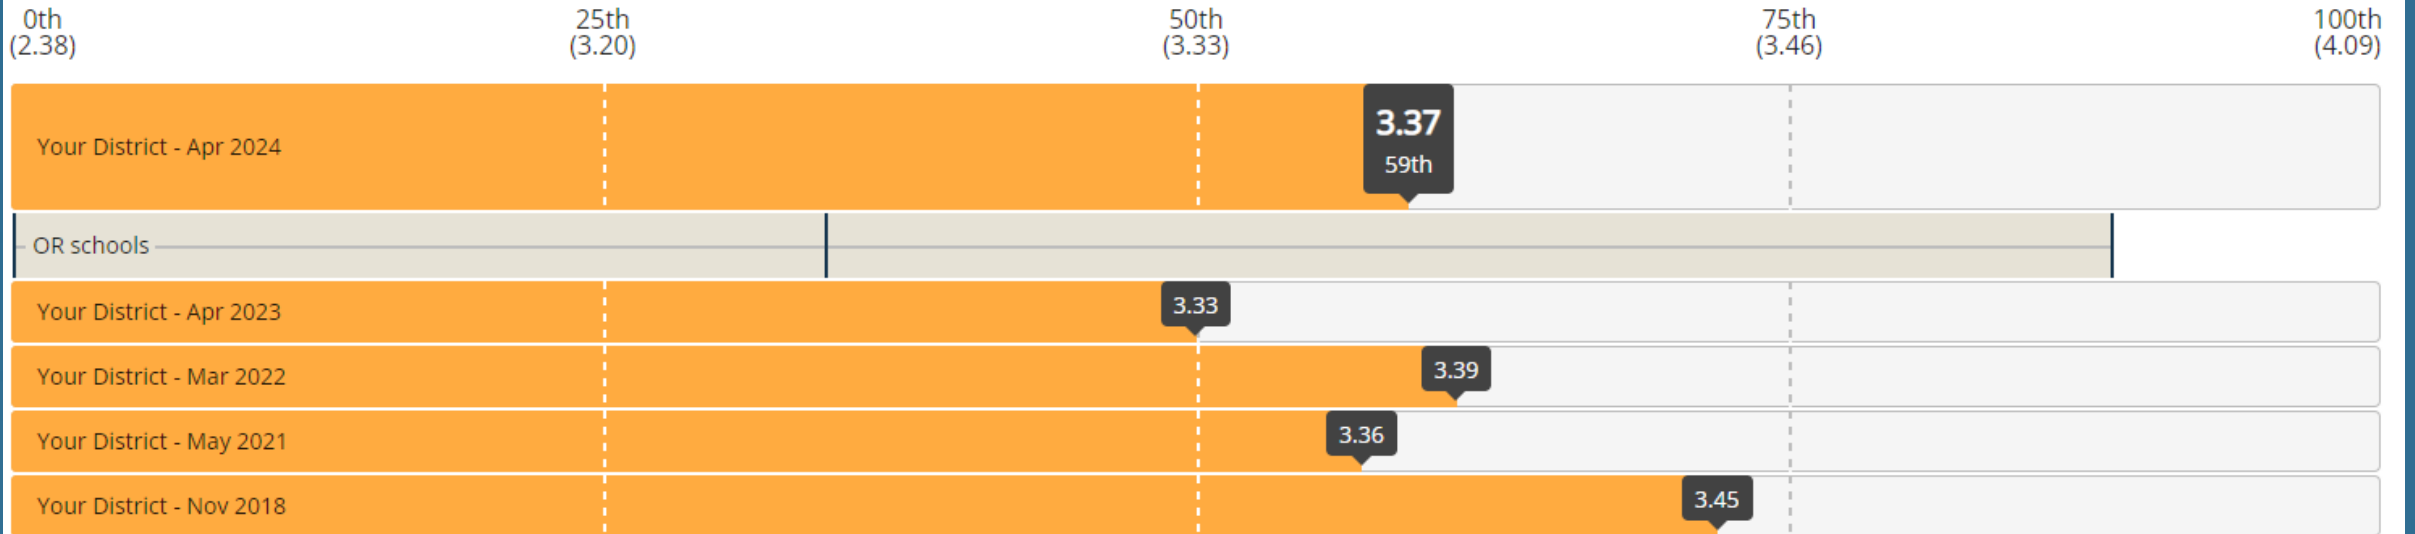 0th 25th 50th 75th 100th
(2.38) (3.20) (3.33) (3.46) (4.09)
3.37
Your District - Apr 2024
59th
OR schools
3.33
Your District - Apr 2023
3.39
Your District - Mar 2022
3.36
Your District - May 2021
3.45
Your District - Nov 2018